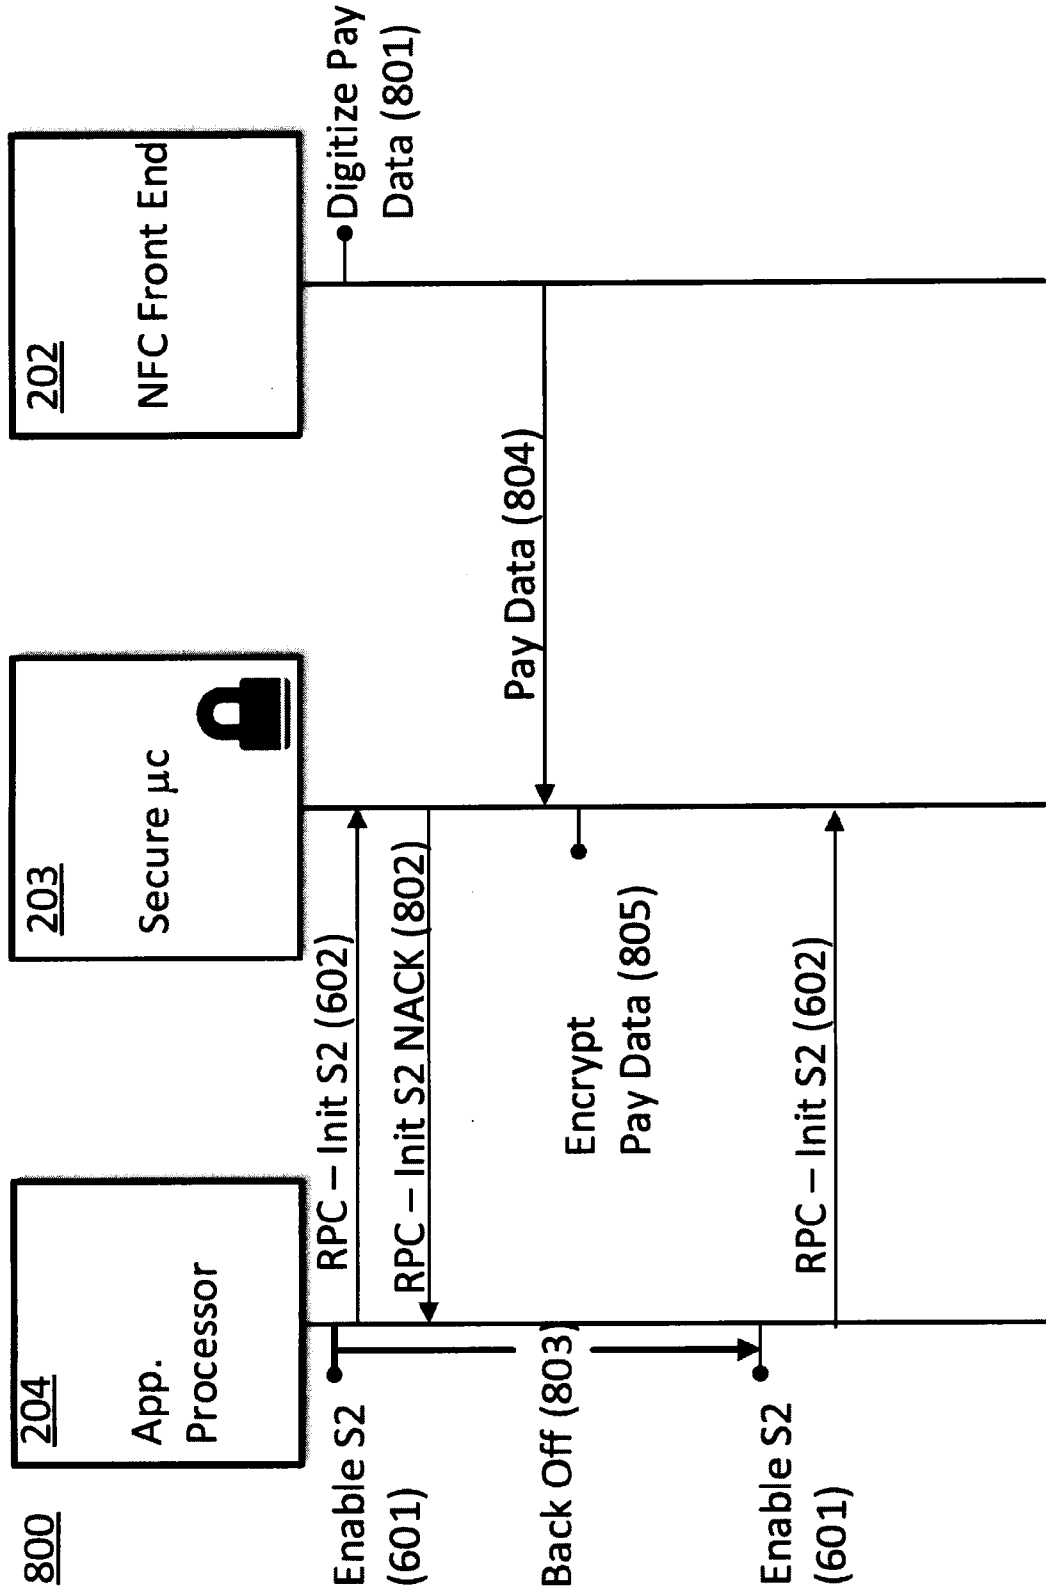 800
204
App.
Processor
203
Secure µc
202
NFC Front End
Enable S2
(601)
RPC – Init S2 (602)
Digitize Pay
Data (801)
RPC – Init S2 NACK (802)
Back Off (803)
Pay Data (804)
Encrypt
Pay Data (805)
Enable S2
(601)
RPC – Init S2 (602)